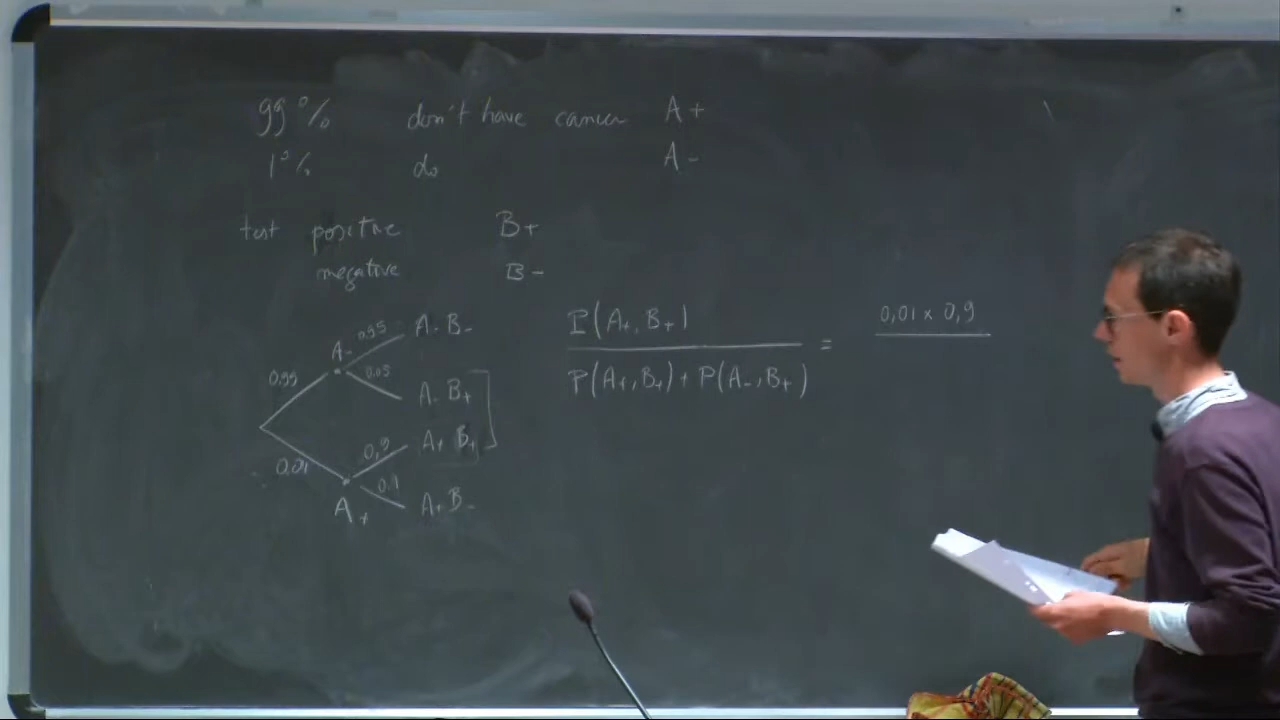 99% don't have cancer A+
1% do A-
test positive B+
negative B-
0.95 A- B-
A-
0.99 0.05
A- B+
0,9 A+ B+
0.01 0.1
A+ A+ B-
P(A+, B+) = 0,01 x 0,9
P(A+, B+) + P(A-, B+)